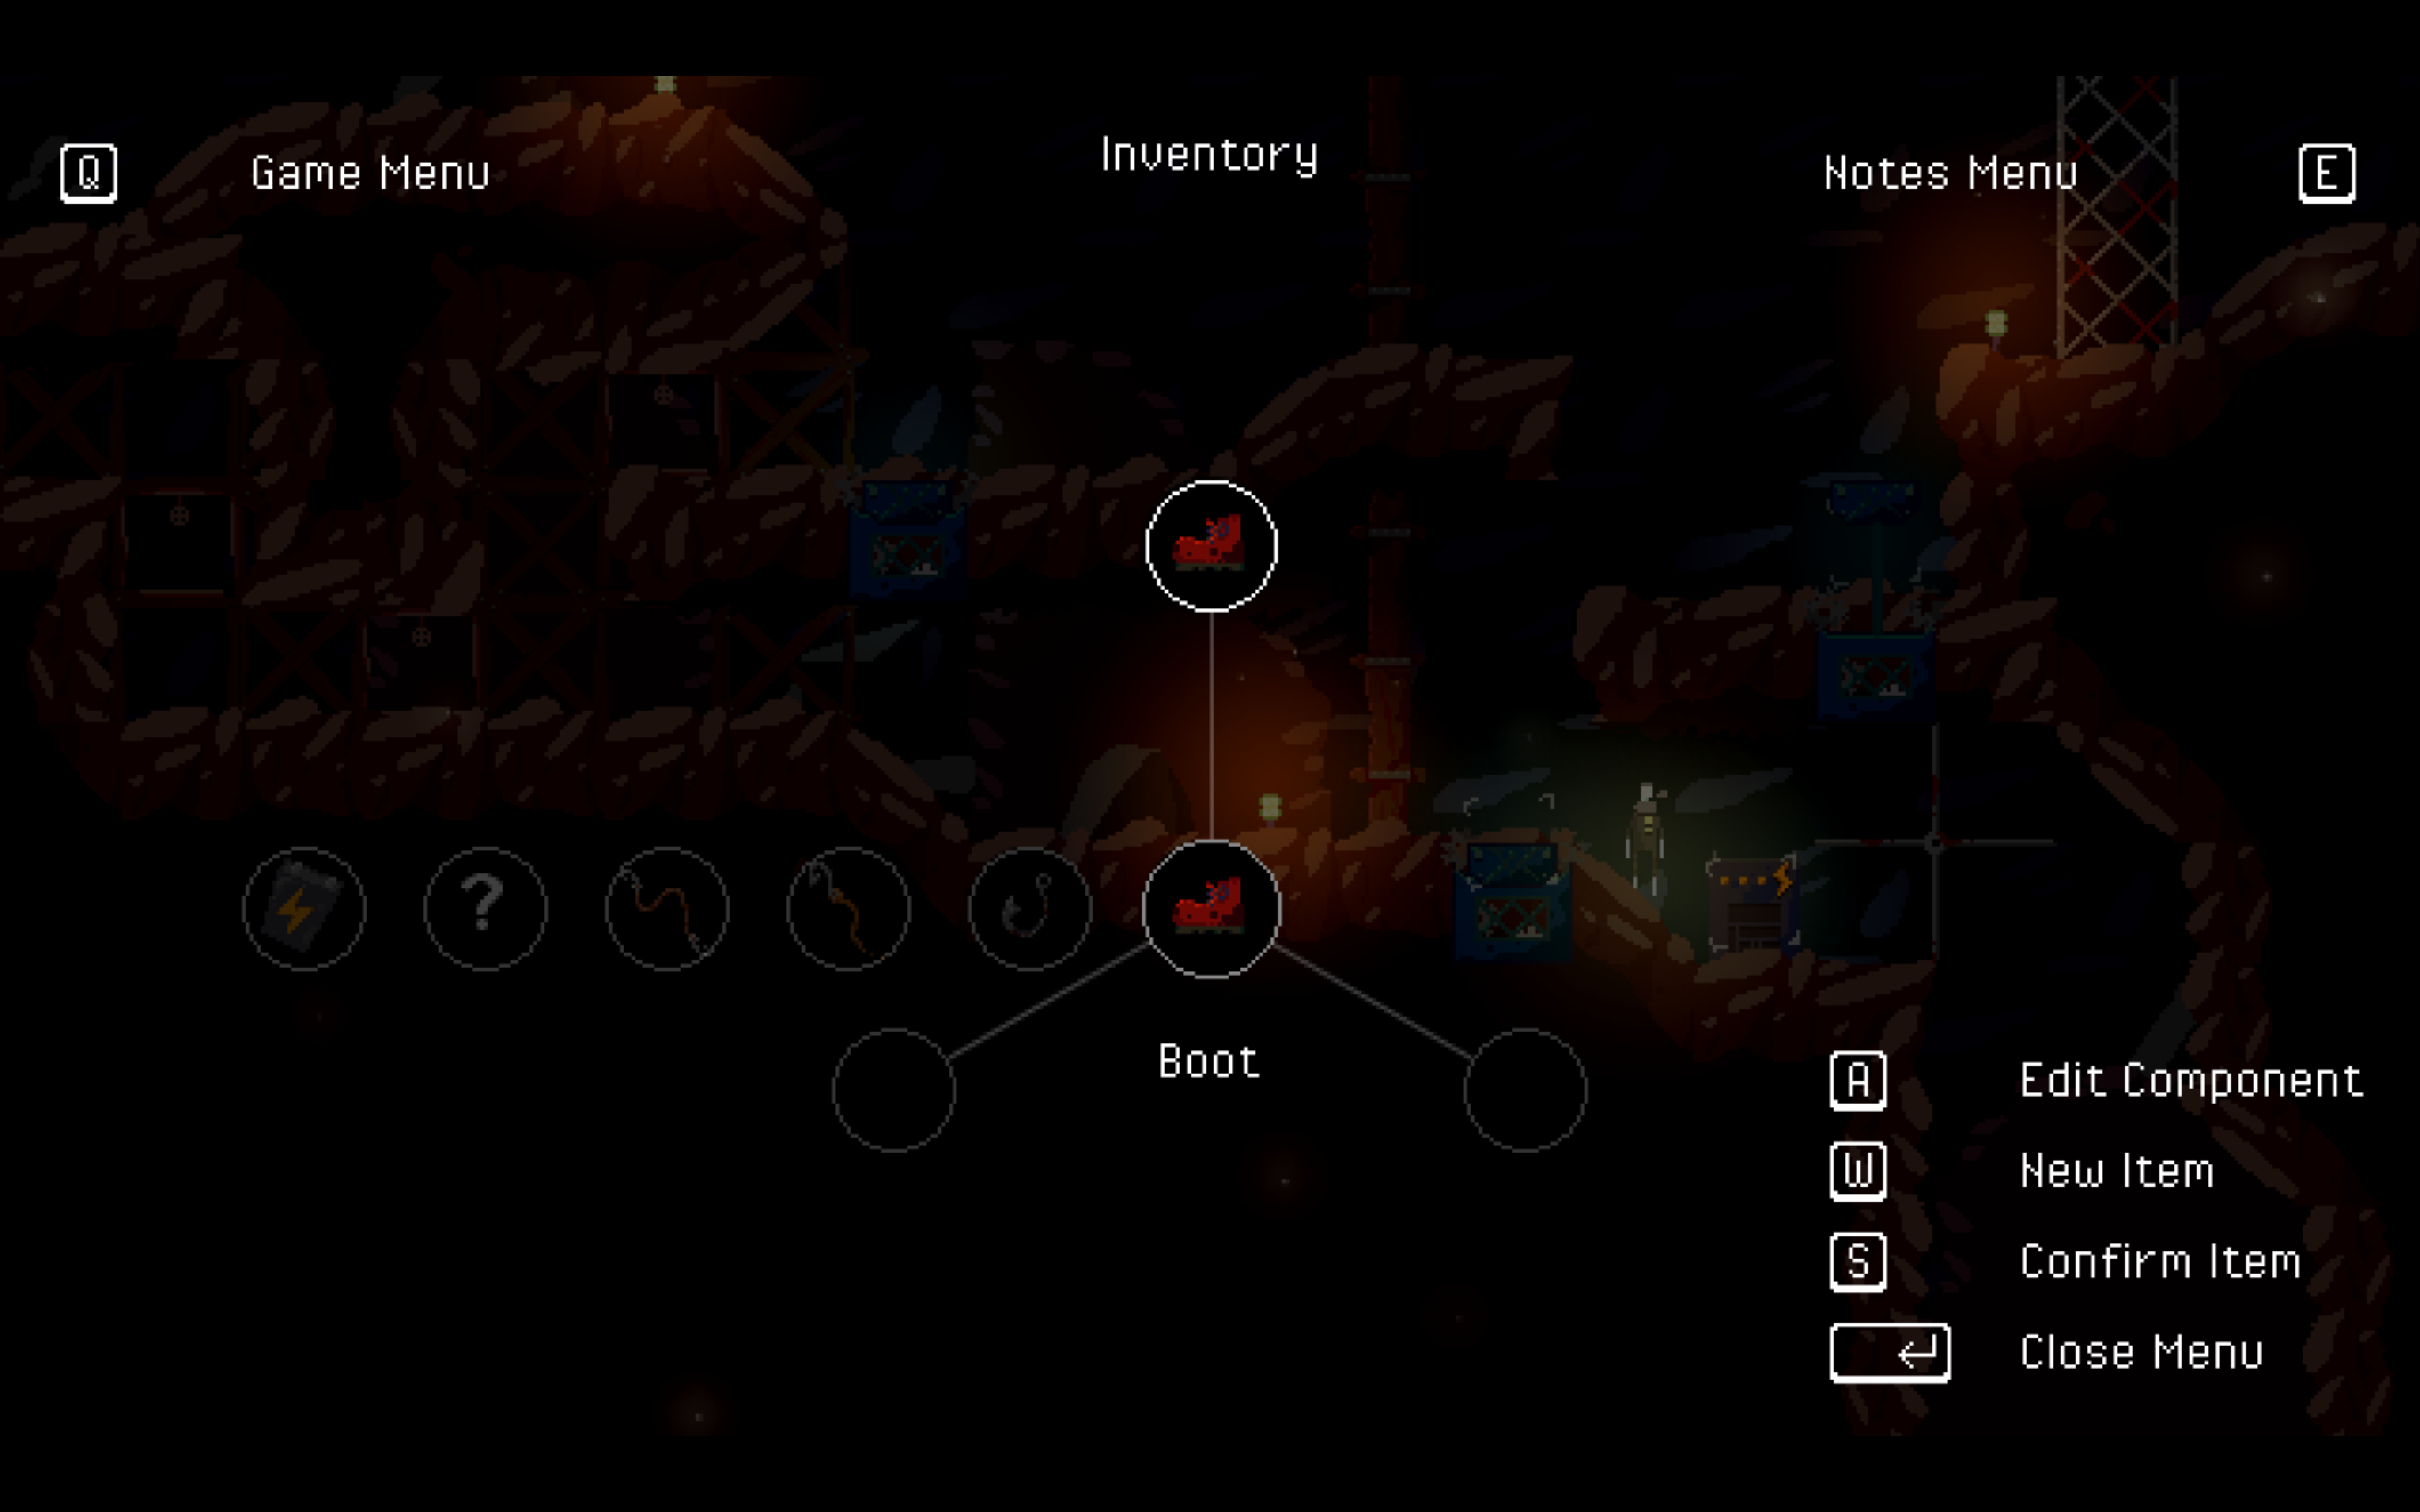 Inventory
Q Game Menu
Notes Menu E
?
Boot
A Edit Component
W New Item
S Confirm Item
Close Menu